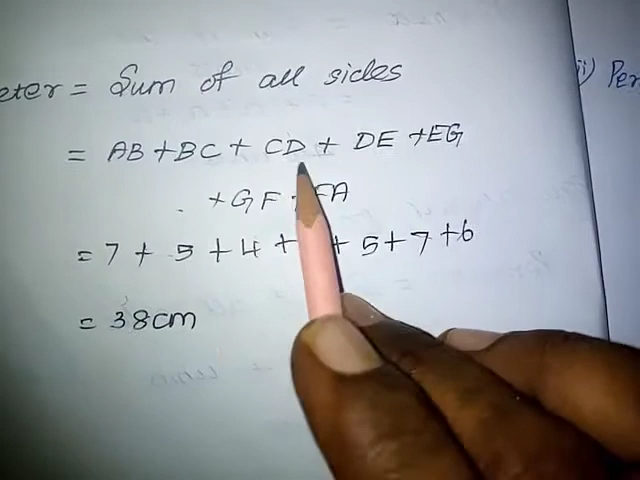 eter = Sum of all sides
= AB + BC + CD + DE + EG
+ GF + FA
= 7 + 5 + 4 + + 5 + 7 + 6
= 38cm
ii) Per